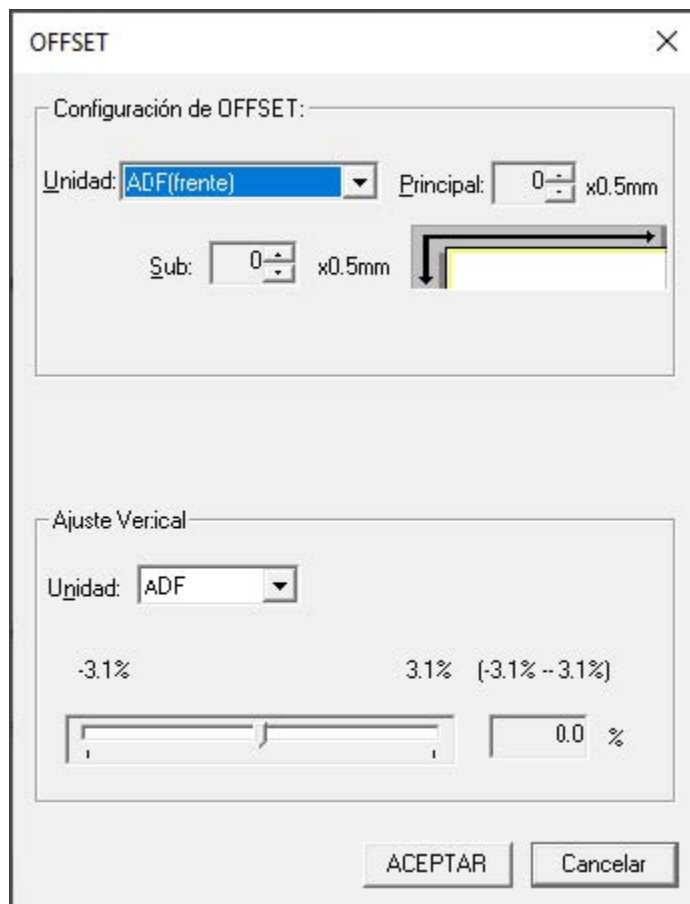 OFFSET
Configuración de OFFSET:
Unidad: ADF(frente) Principal: 0 x0.5mm
Sub: 0 x0.5mm
Ajuste Vertical
Unidad: ADF
-3.1% 3.1% (-3.1% -- 3.1%)
0.0 %
ACEPTAR Cancelar